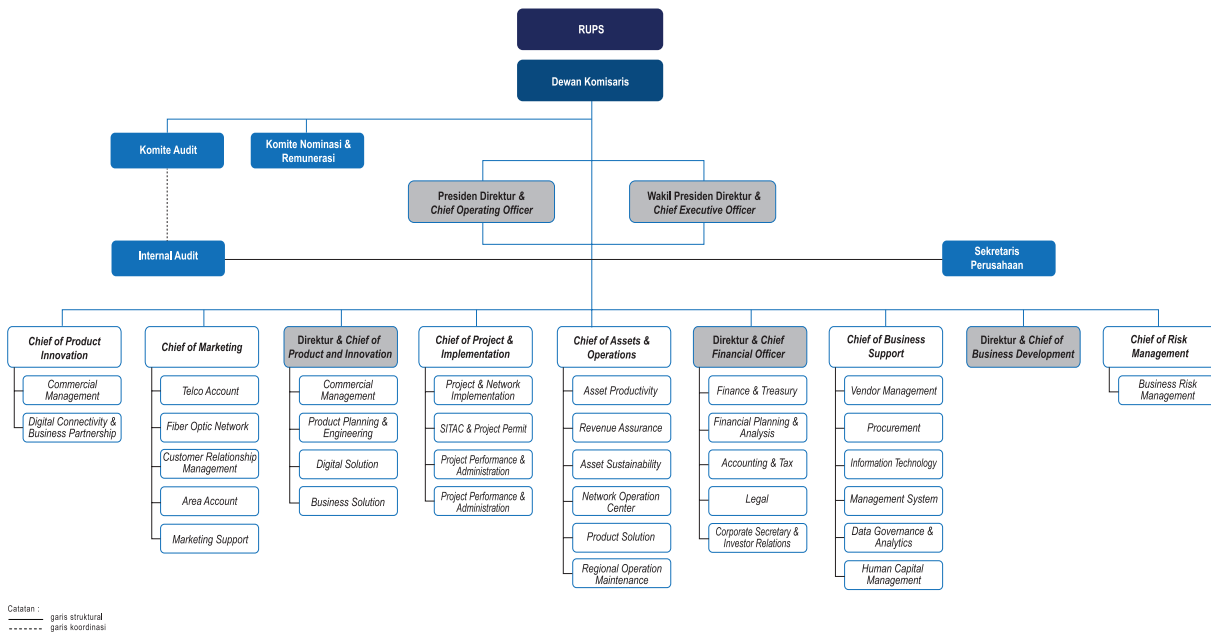 RUPS
Dewan Komisaris
Komite Audit
Komite Nominasi &
Remunerasi
Presiden Direktur &
Chief Operating Officer
Wakil Presiden Direktur &
Chief Executive Officer
Internal Audit
Sekretaris
Perusahaan
Chief of Product
Innovation
Commercial
Management
Digital Connectivity &
Business Partnership
Chief of Marketing
Telco Account
Fiber Optic Network
Customer Relationship
Management
Area Account
Marketing Support
Direktur & Chief of
Product and Innovation
Commercial
Management
Product Planning &
Engineering
Digital Solution
Business Solution
Chief of Project &
Implementation
Project & Network
Implementation
SITAC & Project Permit
Project Performance &
Administration
Project Performance &
Administration
Chief of Assets &
Operations
Asset Productivity
Revenue Assurance
Asset Sustainability
Network Operation
Center
Product Solution
Regional Operation
Maintenance
Direktur & Chief
Financial Officer
Finance & Treasury
Financial Planning &
Analysis
Accounting & Tax
Legal
Corporate Secretary &
Investor Relations
Chief of Business
Support
Vendor Management
Procurement
Information Technology
Management System
Data Governance &
Analytics
Human Capital
Management
Direktur & Chief of
Business Development
Chief of Risk
Management
Business Risk
Management
Catatan :
garis struktural
garis koordinasi